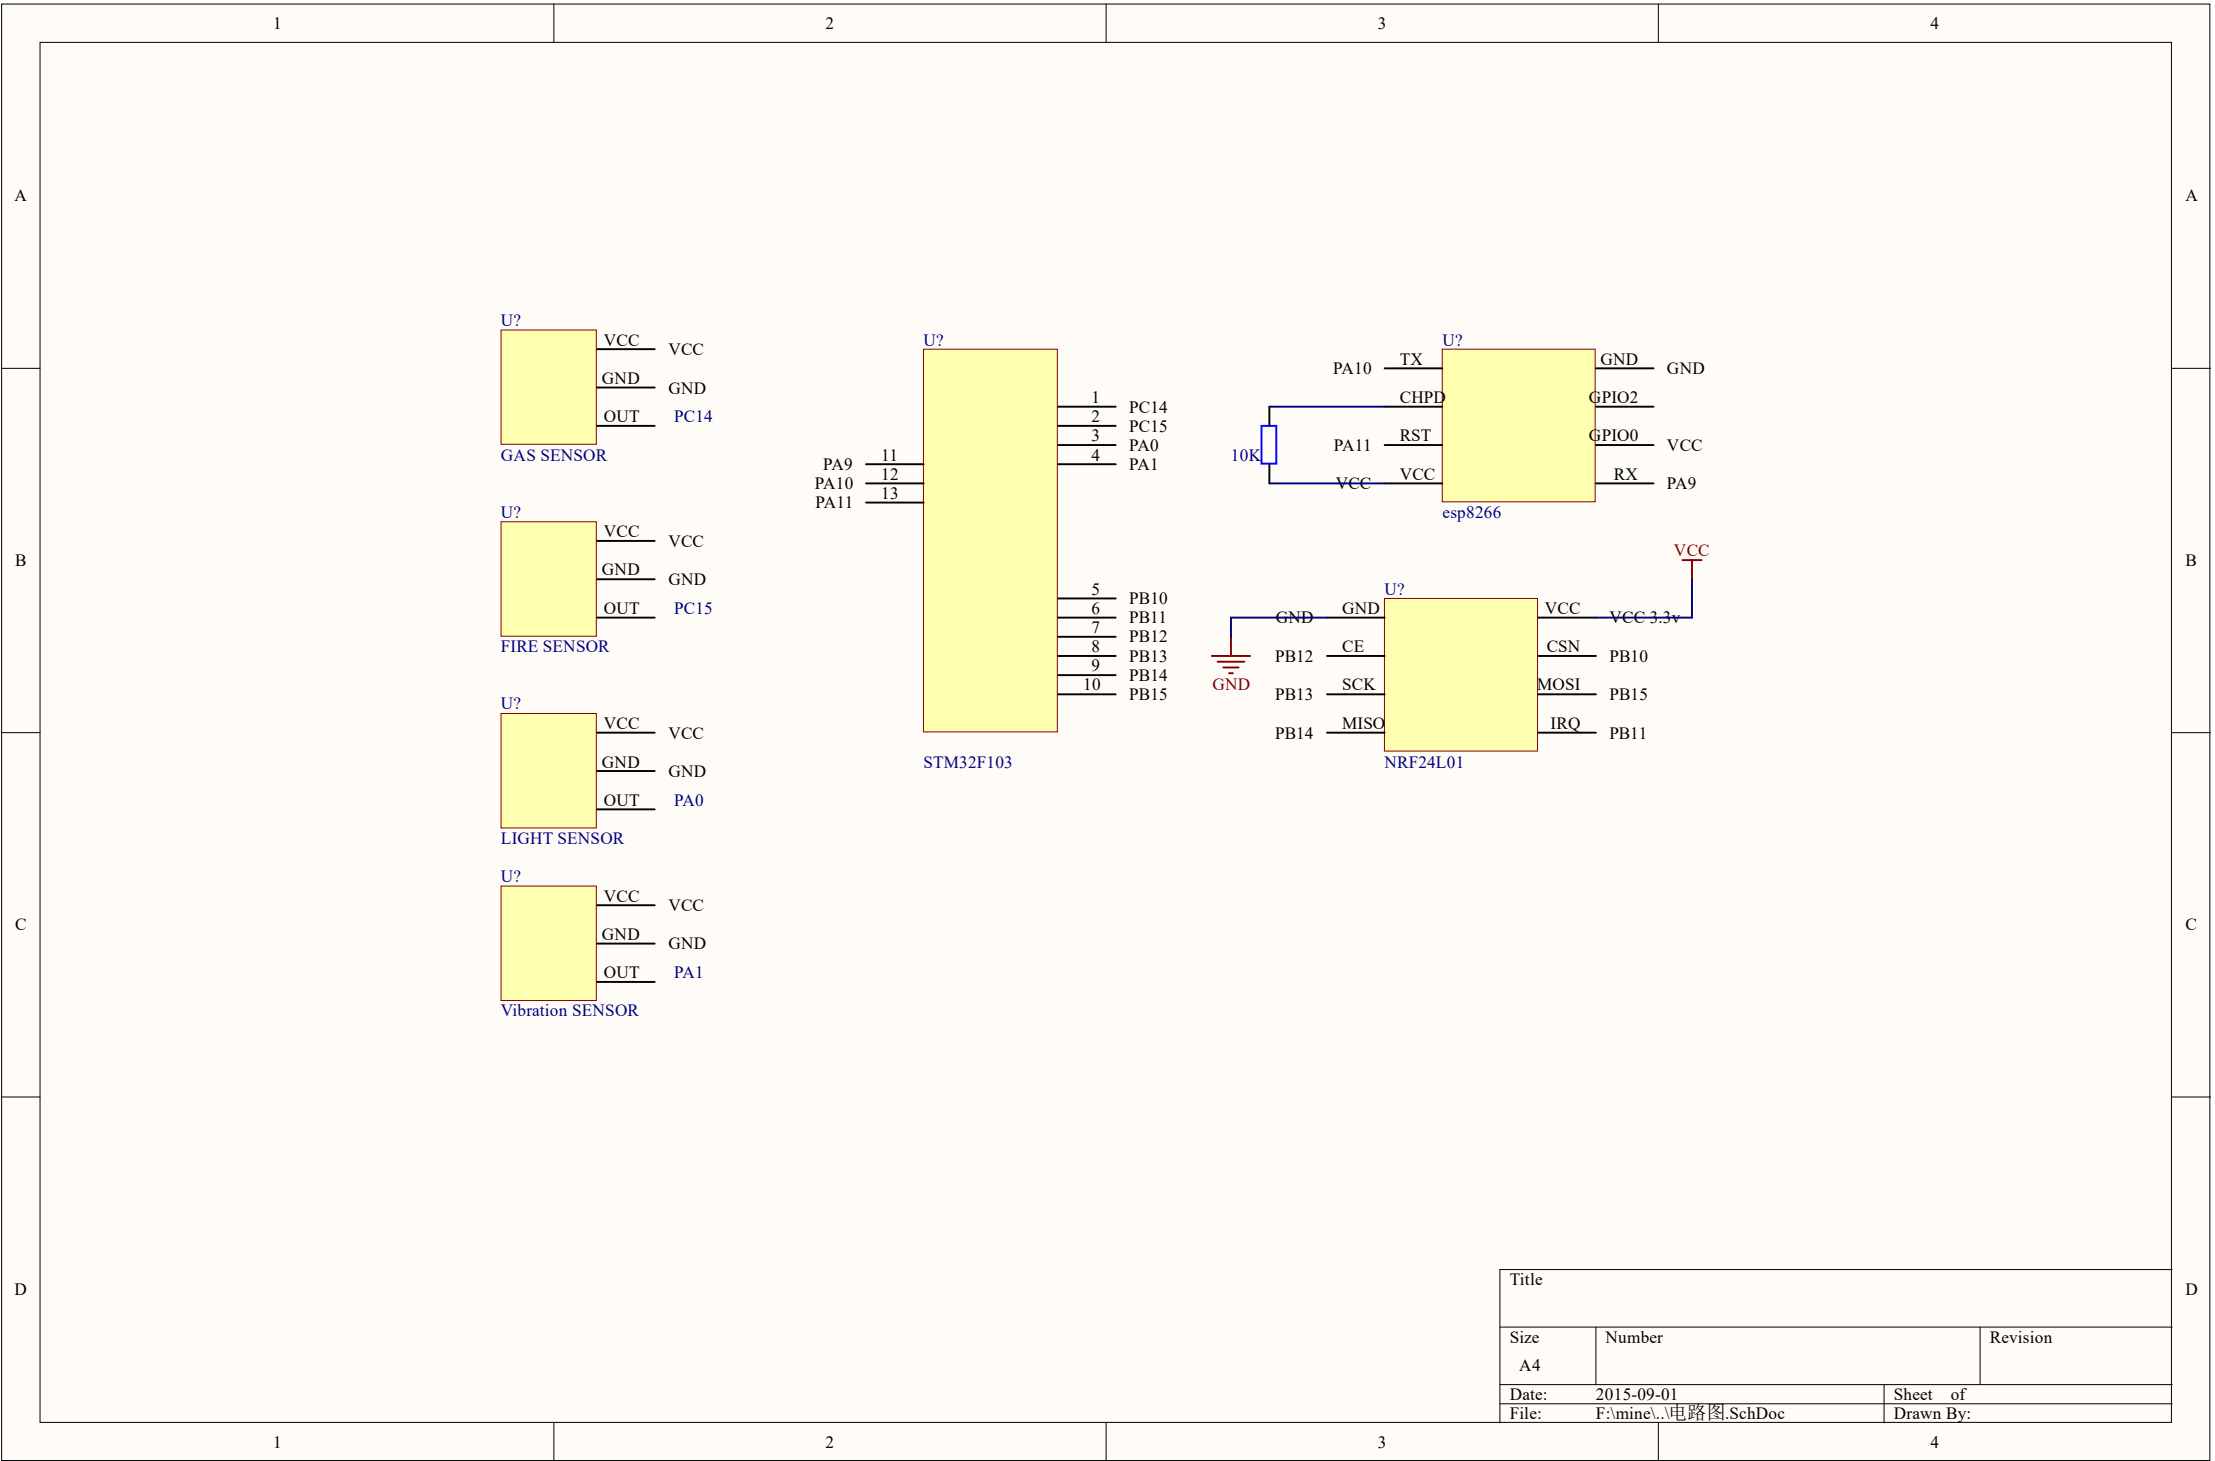 1 2 3 4
A A
B B
C C
D D
U?
VCC VCC
GND GND
OUT PC14
GAS SENSOR
U?
VCC VCC
GND GND
OUT PC15
FIRE SENSOR
U?
VCC VCC
GND GND
OUT PA0
LIGHT SENSOR
U?
VCC VCC
GND GND
OUT PA1
Vibration SENSOR
U?
1 PC14
2 PC15
3 PA0
4 PA1
PA9 11
PA10 12
PA11 13
5 PB10
6 PB11
7 PB12
8 PB13
9 PB14
10 PB15
STM32F103
U?
PA10 TX GND GND
CHPD GPIO2
PA11 RST GPIO0 VCC
10K
VCC VCC RX PA9
esp8266
VCC
U?
GND GND VCC VCC 3.3v
PB12 CE CSN PB10
GND
PB13 SCK MOSI PB15
PB14 MISO IRQ PB11
NRF24L01
Title
Size Number Revision
A4
Date: 2015-09-01 Sheet of
File: F:\mine\..\电路图.SchDoc Drawn By:
1 2 3 4